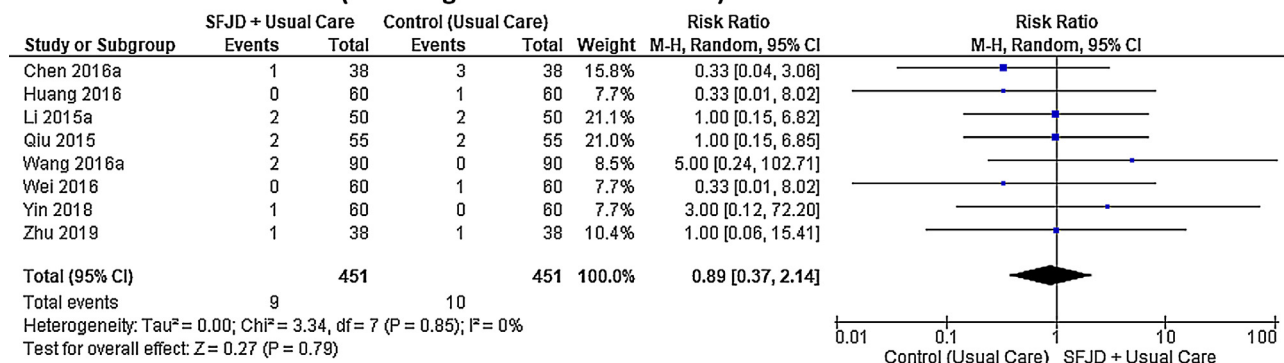 SFJD + Usual Care Control (Usual Care) Risk Ratio Risk Ratio
Study or Subgroup Events Total Events Total Weight M-H, Random, 95% CI M-H, Random, 95% CI
Chen 2016a 1 38 3 38 15.8% 0.33 [0.04, 3.06]
Huang 2016 0 60 1 60 7.7% 0.33 [0.01, 8.02]
Li 2015a 2 50 2 50 21.1% 1.00 [0.15, 6.82]
Qiu 2015 2 55 2 55 21.0% 1.00 [0.15, 6.85]
Wang 2016a 2 90 0 90 8.5% 5.00 [0.24, 102.71]
Wei 2016 0 60 1 60 7.7% 0.33 [0.01, 8.02]
Yin 2018 1 60 0 60 7.7% 3.00 [0.12, 72.20]
Zhu 2019 1 38 1 38 10.4% 1.00 [0.06, 15.41]
Total (95% CI) 451 451 100.0% 0.89 [0.37, 2.14]
Total events 9 10
Heterogeneity: Tau² = 0.00; Chi² = 3.34, df = 7 (P = 0.85); I² = 0%
Test for overall effect: Z = 0.27 (P = 0.79)
0.01 0.1 1 10 100
Control (Usual Care) SFJD + Usual Care